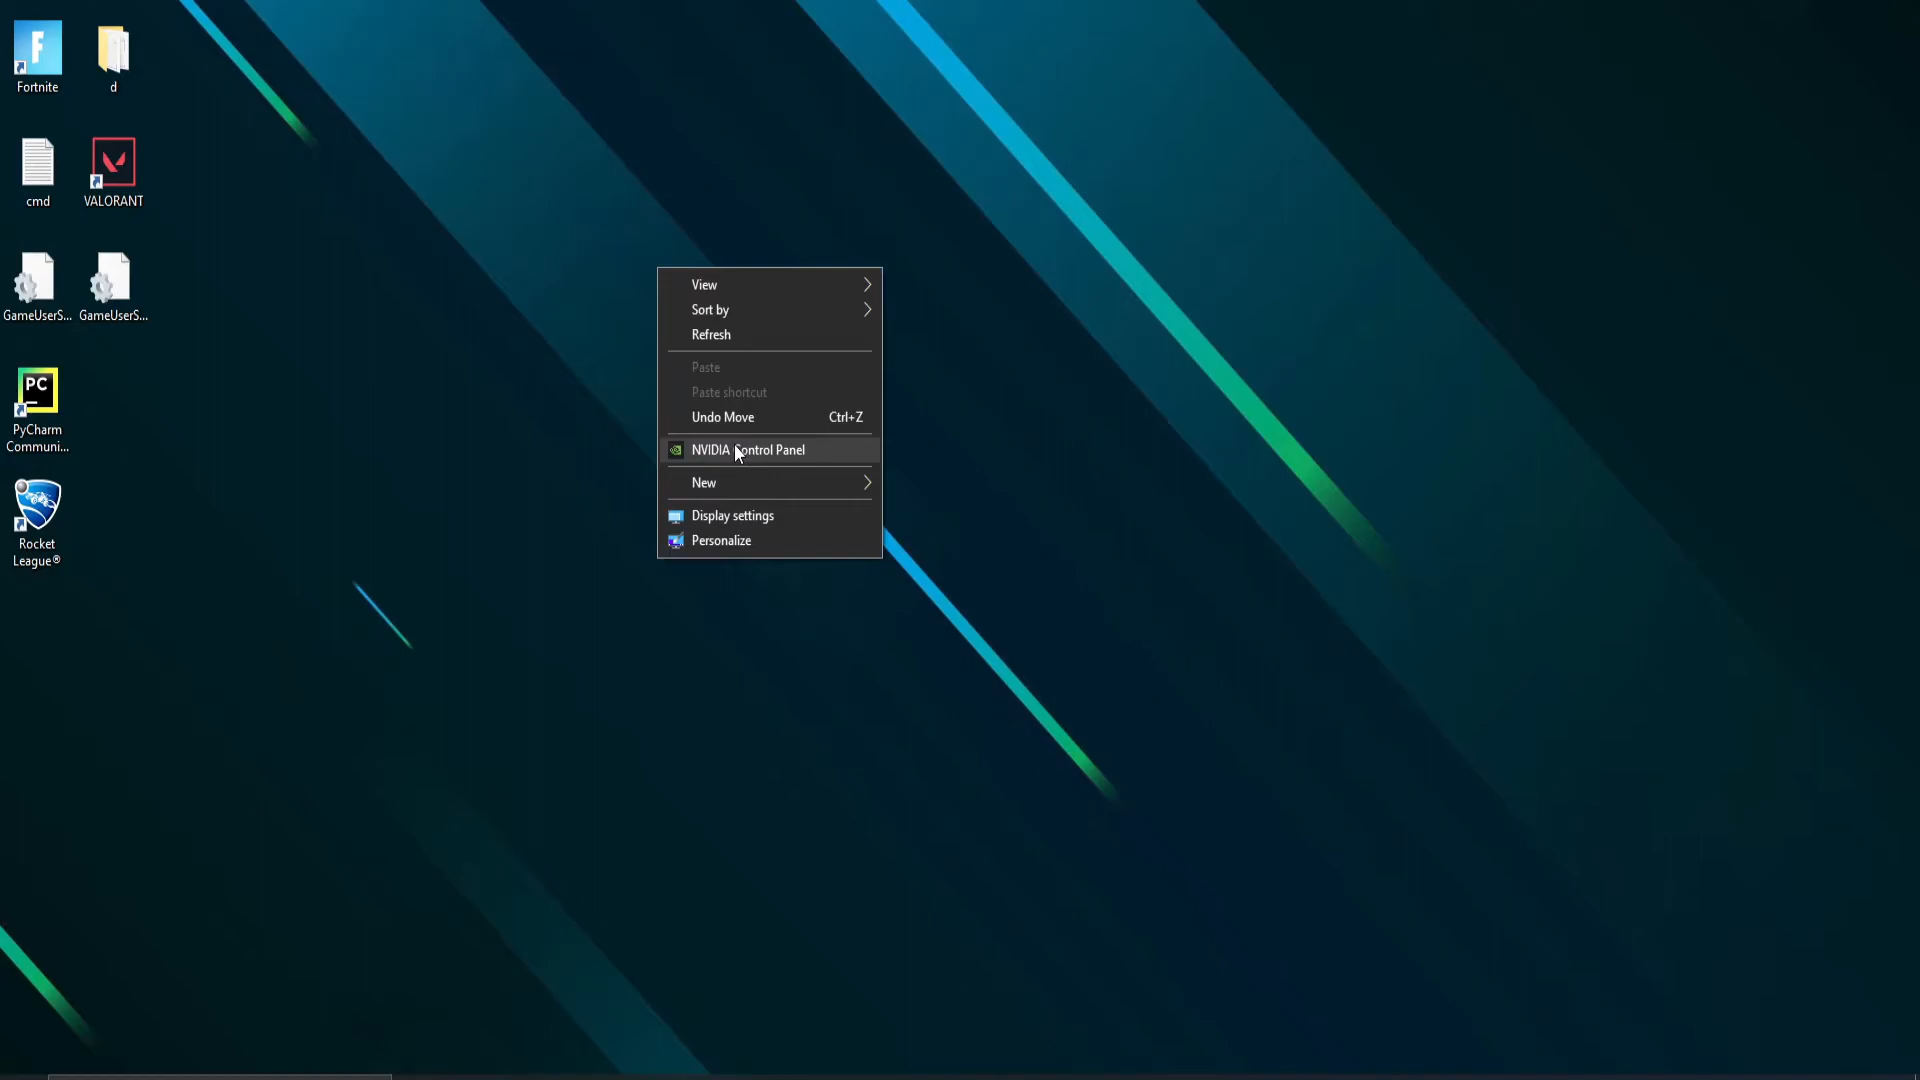 Fortnite
d
cmd
VALORANT
GameUserS...
GameUserS...
PC
PyCharm
Communi...
Rocket
League®
View
Sort by
Refresh
Paste
Paste shortcut
Undo Move Ctrl+Z
NVIDIA Control Panel
New
Display settings
Personalize